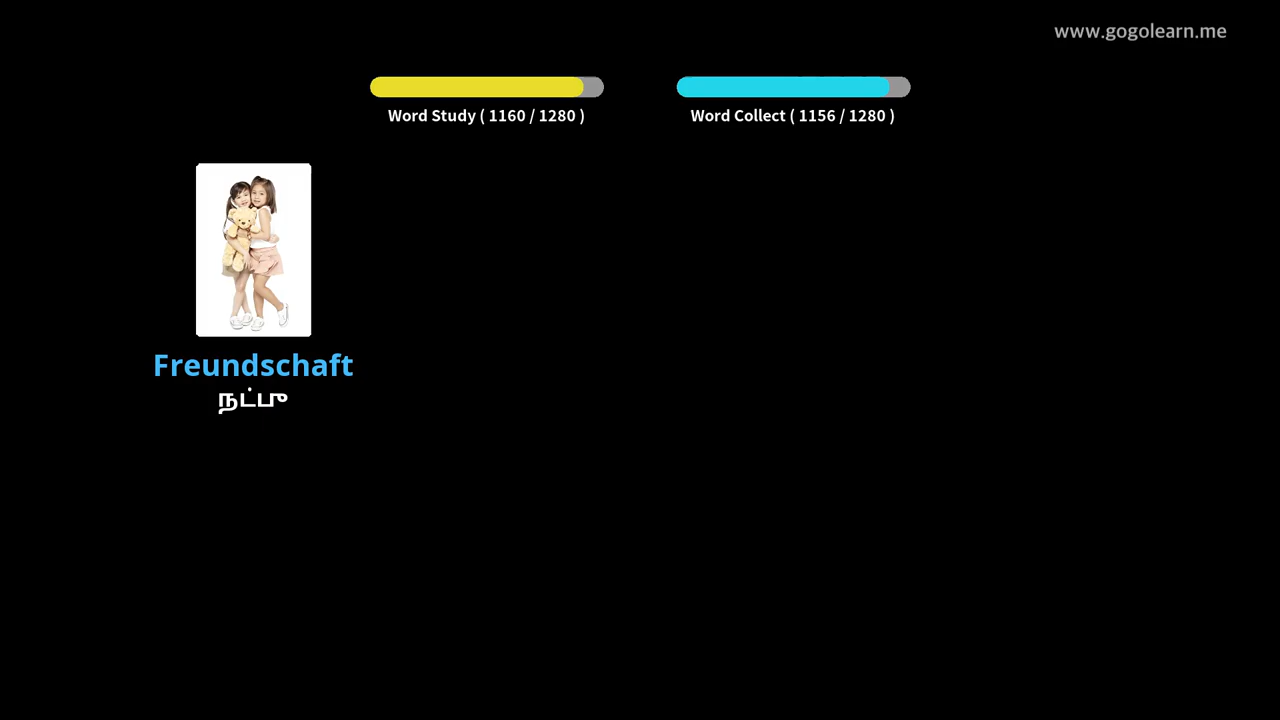 www.gogolearn.me
Word Study ( 1160 / 1280 )
Word Collect ( 1156 / 1280 )
Freundschaft
நட்பு